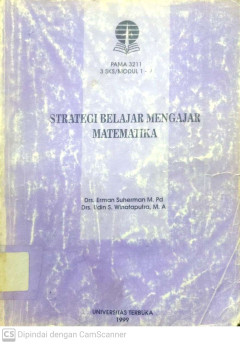 PAMA 3211
3 SKS/MODUL 1 -
STRATEGI BELAJAR MENGAJAR
MATEMATIKA
Drs. Erman Suherman M. Pd
Drs. Udin S. Winataputra, M. A
UNIVERSITAS TERBUKA
1999
CS Dipindai dengan CamScanner